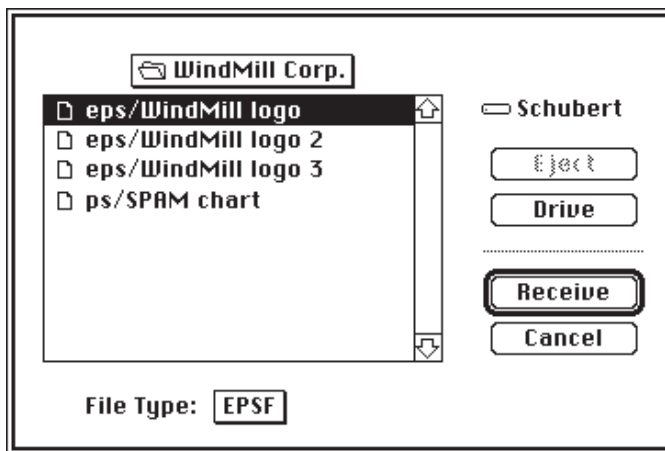 WindMill Corp.
eps/WindMill logo
eps/WindMill logo 2
eps/WindMill logo 3
ps/SPAM chart
Schubert
Eject
Drive
Receive
Cancel
File Type: EPSF